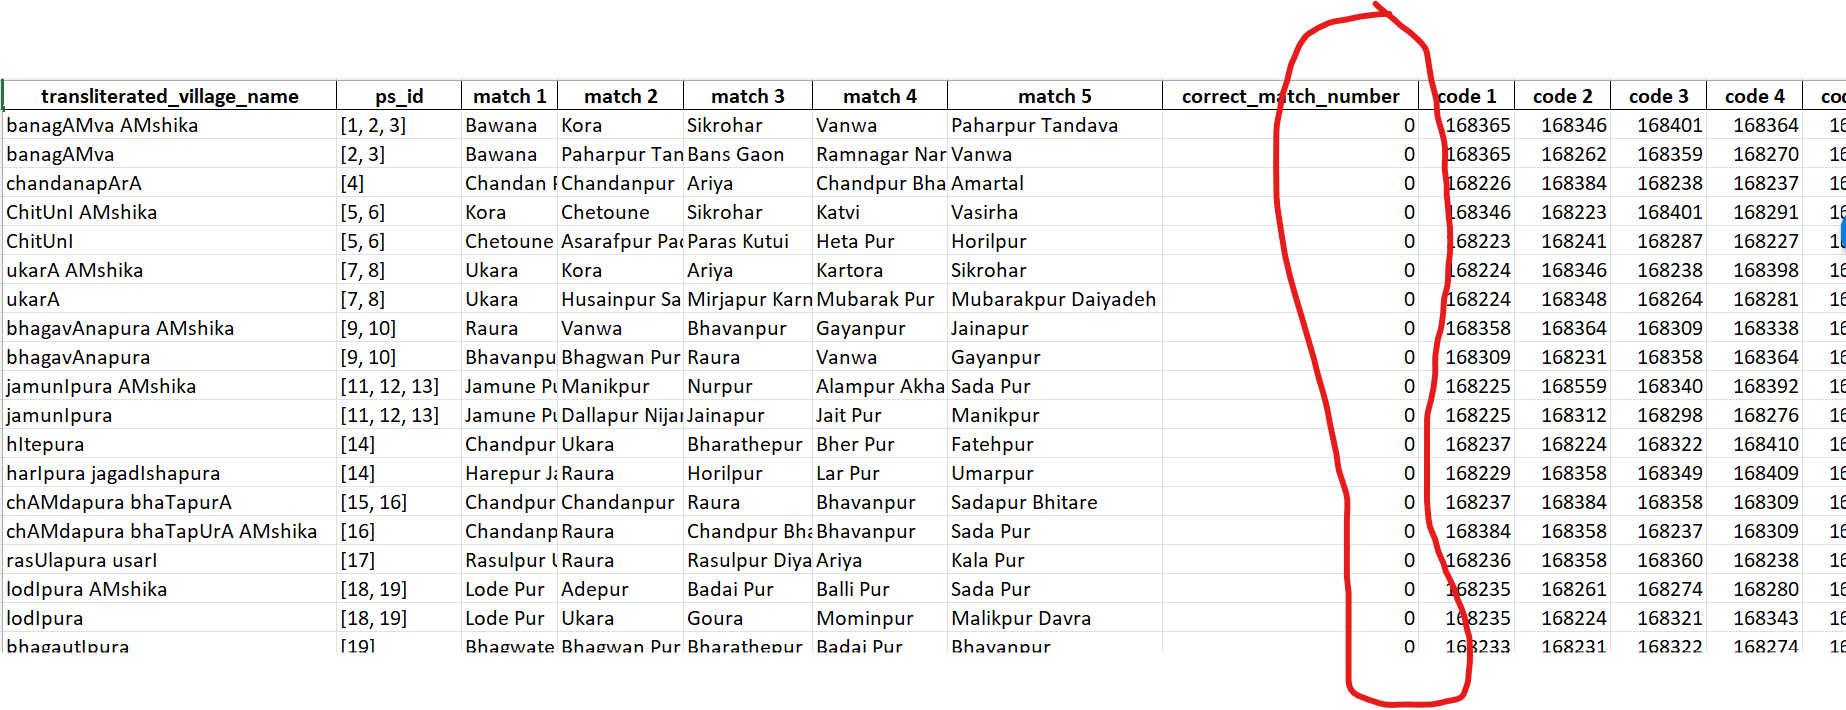 transliterated_village_name ps_id match 1 match 2 match 3 match 4 match 5 correct_match_number code 1 code 2 code 3 code 4
banagAMva AMshika [1, 2, 3] Bawana Kora Sikrohar Vanwa Paharpur Tandava 0 168365 168346 168401 168364 16
banagAMva [2, 3] Bawana Paharpur Tan Bans Gaon Ramnagar Nar Vanwa 0 168365 168262 168359 168270 16
chandanapArA [4] Chandan Chandanpur Ariya Chandpur Bha Amartal 0 168226 168384 168238 168237 16
ChitUnI AMshika [5, 6] Kora Chetoune Sikrohar Katvi Vasirha 0 168346 168223 168401 168291 16
ChitUnI [5, 6] Chetoune Asarafpur Pa Paras Kutui Heta Pur Horilpur 0 168223 168241 168287 168227
ukarA AMshika [7, 8] Ukara Kora Ariya Kartora Sikrohar 0 168224 168346 168238 168398 16
ukarA [7, 8] Ukara Husainpur Sa Mirjapur Karn Mubarak Pur Mubarakpur Daiyadeh 0 168224 168348 168264 168281 16
bhagavAnapura AMshika [9, 10] Raura Vanwa Bhavanpur Gayanpur Jainapur 0 168358 168364 168309 168338 16
bhagavAnapura [9, 10] Bhavanpu Bhagwan Pur Raura Vanwa Gayanpur 0 168309 168231 168358 168364 16
jamunIpura AMshika [11, 12, 13] Jamune Pu Manikpur Nurpur Alampur Akha Sada Pur 0 168225 168559 168340 168392 16
jamunIpura [11, 12, 13] Jamune Pu Dallapur Nija Jainapur Jait Pur Manikpur 0 168225 168312 168298 168276 16
hItepura [14] Chandpur Ukara Bharathepur Bher Pur Fatehpur 0 168237 168224 168322 168410 16
harIpura jagadIshapura [14] Harepur Ja Raura Horilpur Lar Pur Umarpur 0 168229 168358 168349 168409 16
chAMdapura bhaTapurA [15, 16] Chandpur Chandanpur Raura Bhavanpur Sadapur Bhitare 0 168237 168384 168358 168309 16
chAMdapura bhaTapUrA AMshika [16] Chandanp Raura Chandpur Bha Bhavanpur Sada Pur 0 168384 168358 168237 168309 16
rasUlapura usarI [17] Rasulpur U Raura Rasulpur Diya Ariya Kala Pur 0 168236 168358 168360 168238 16
lodIpura AMshika [18, 19] Lode Pur Adepur Badai Pur Balli Pur Sada Pur 0 168235 168261 168274 168280 16
lodIpura [18, 19] Lode Pur Ukara Goura Mominpur Malikpur Davra 0 168235 168224 168321 168343 16
bhagautIpura [19] Bhagwate Bhagwan Pur Bharathepur Badai Pur Bhavanpur 0 168233 168231 168322 168274 16